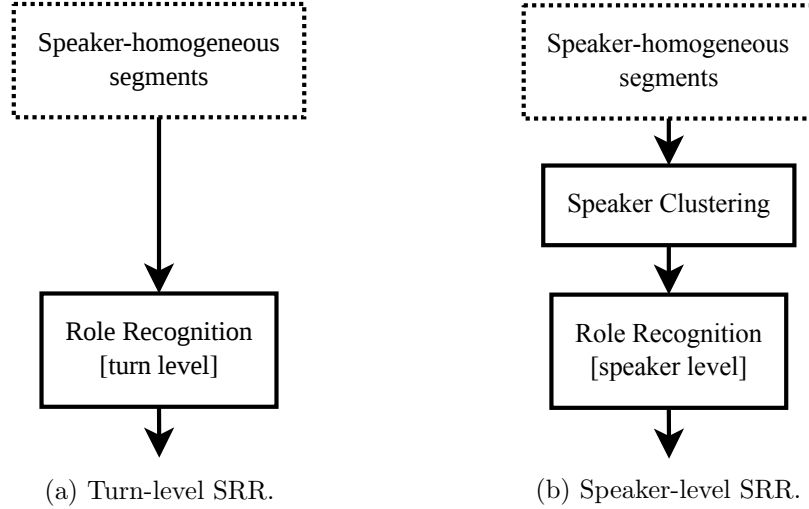 Speaker-homogeneous
segments
Role Recognition
[turn level]
(a) Turn-level SRR.
Speaker-homogeneous
segments
Speaker Clustering
Role Recognition
[speaker level]
(b) Speaker-level SRR.